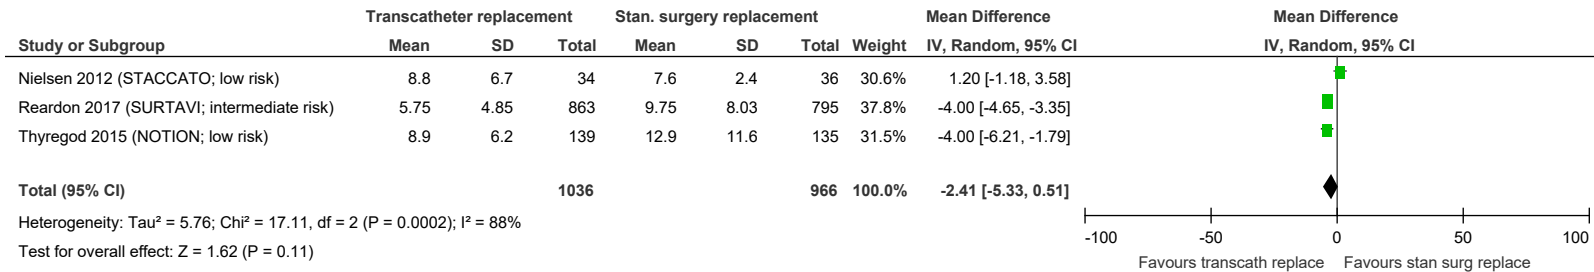 Transcatheter replacement Stan. surgery replacement Mean Difference Mean Difference
Study or Subgroup Mean SD Total Mean SD Total Weight IV, Random, 95% CI IV, Random, 95% CI
Nielsen 2012 (STACCATO; low risk) 8.8 6.7 34 7.6 2.4 36 30.6% 1.20 [-1.18, 3.58]
Reardon 2017 (SURTAVI; intermediate risk) 5.75 4.85 863 9.75 8.03 795 37.8% -4.00 [-4.65, -3.35]
Thyregod 2015 (NOTION; low risk) 8.9 6.2 139 12.9 11.6 135 31.5% -4.00 [-6.21, -1.79]
Total (95% CI) 1036 966 100.0% -2.41 [-5.33, 0.51]
Heterogeneity: Tau² = 5.76; Chi² = 17.11, df = 2 (P = 0.0002); I² = 88%
Test for overall effect: Z = 1.62 (P = 0.11)
-100 -50 0 50 100
Favours transcath replace Favours stan surg replace